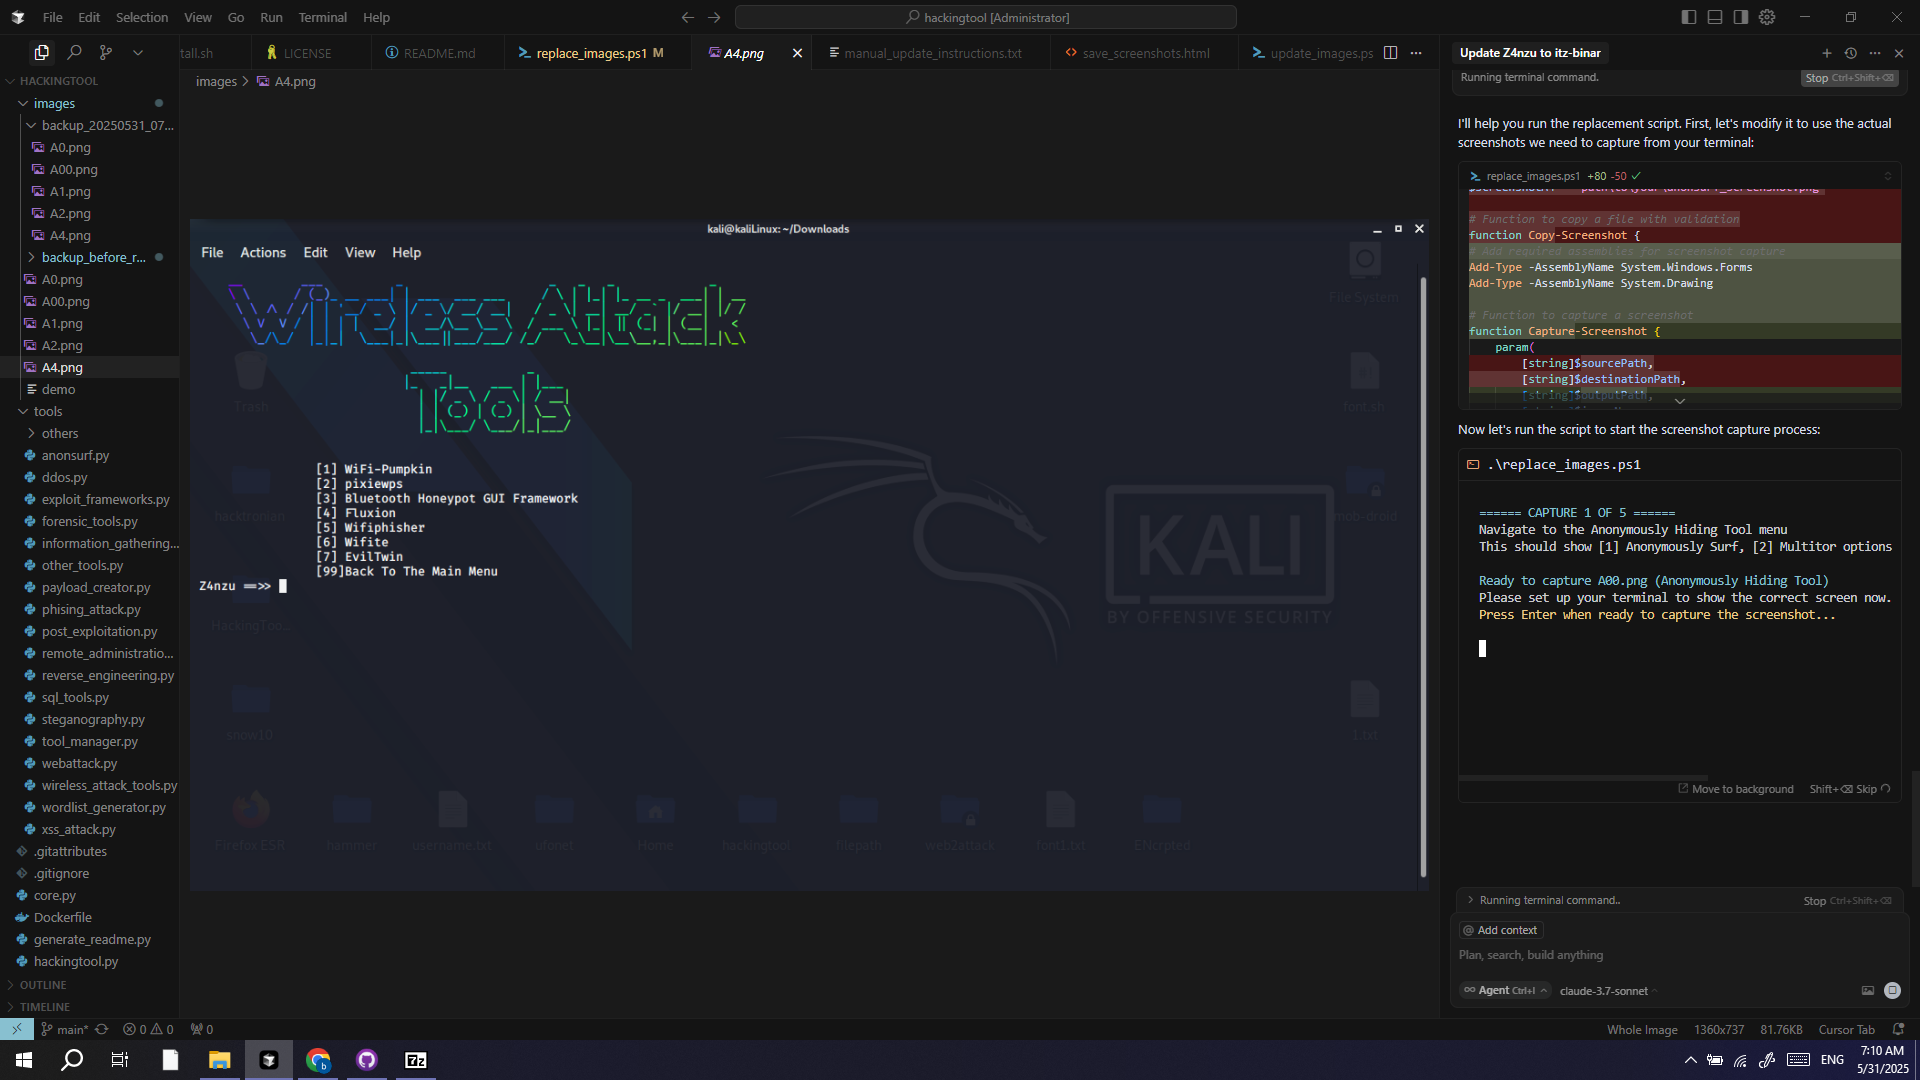 File Edit Selection View Go Run Terminal Help
hackingtool [Administrator]
tall.sh
LICENSE
README.md
replace_images.ps1 M
A4.png
manual_update_instructions.txt
save_screenshots.html
update_images.ps
images > A4.png
HACKINGTOOL
images
backup_20250531_07...
A0.png
A00.png
A1.png
A2.png
A4.png
backup_before_r...
A0.png
A00.png
A1.png
A2.png
A4.png
demo
tools
others
anonsurf.py
ddos.py
exploit_frameworks.py
forensic_tools.py
information_gathering...
other_tools.py
payload_creator.py
phising_attack.py
post_exploitation.py
remote_administratio...
reverse_engineering.py
sql_tools.py
steganography.py
tool_manager.py
webattack.py
wireless_attack_tools.py
wordlist_generator.py
xss_attack.py
.gitattributes
.gitignore
core.py
Dockerfile
generate_readme.py
hackingtool.py
OUTLINE
TIMELINE
kali@kaliLinux: ~/Downloads
File Actions Edit View Help
Wireless Attack
Tools
[1] WiFi-Pumpkin
[2] pixiewps
[3] Bluetooth Honeypot GUI Framework
[4] Fluxion
[5] Wifiphisher
[6] Wifite
[7] EvilTwin
[99]Back To The Main Menu
Z4nzu ==>>
KALI
BY OFFENSIVE SECURITY
File System
Trash
font.sh
hacktronian
mob-droid
HackingToo...
snow10
1.txt
Firefox ESR
hammer
username.txt
ufonet
Home
hackingtool
filepath
web2attack
font1.txt
ENcrpted
Update Z4nzu to itz-binar
Running terminal command.
Stop Ctrl+Shift+⌫
I'll help you run the replacement script. First, let's modify it to use the actual
screenshots we need to capture from your terminal:
replace_images.ps1 +80 -50
# Function to copy a file with validation
function Copy-Screenshot {
# Add required assemblies for screenshot capture
Add-Type -AssemblyName System.Windows.Forms
Add-Type -AssemblyName System.Drawing
# Function to capture a screenshot
function Capture-Screenshot {
param(
[string]$sourcePath,
[string]$destinationPath,
[string]$outputPath,
Now let's run the script to start the screenshot capture process:
.\replace_images.ps1
====== CAPTURE 1 OF 5 ======
Navigate to the Anonymously Hiding Tool menu
This should show [1] Anonymously Surf, [2] Multitor options
Ready to capture A00.png (Anonymously Hiding Tool)
Please set up your terminal to show the correct screen now.
Press Enter when ready to capture the screenshot...
Move to background Shift+⌫ Skip
Running terminal command..
Stop Ctrl+Shift+⌫
@ Add context
Plan, search, build anything
∞ Agent Ctrl+I
claude-3.7-sonnet
main*
0 0
0
Whole Image 1360x737 81.76KB Cursor Tab
7z
ENG
7:10 AM
5/31/2025